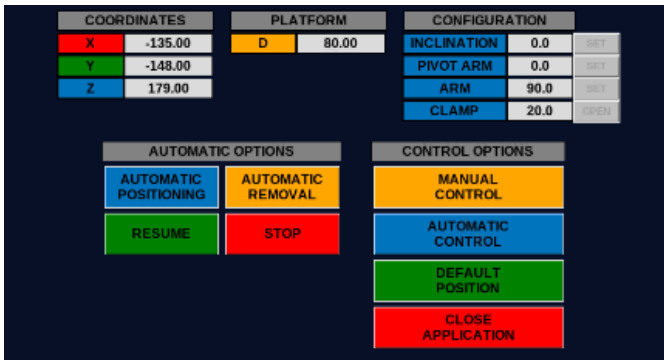 COORDINATES
X -135.00
Y -148.00
Z 179.00
PLATFORM
D 80.00
CONFIGURATION
INCLINATION 0.0 SET
PIVOT ARM 0.0 SET
ARM 90.0 SET
CLAMP 20.0 OPEN
AUTOMATIC OPTIONS
AUTOMATIC
POSITIONING
AUTOMATIC
REMOVAL
RESUME
STOP
CONTROL OPTIONS
MANUAL
CONTROL
AUTOMATIC
CONTROL
DEFAULT
POSITION
CLOSE
APPLICATION